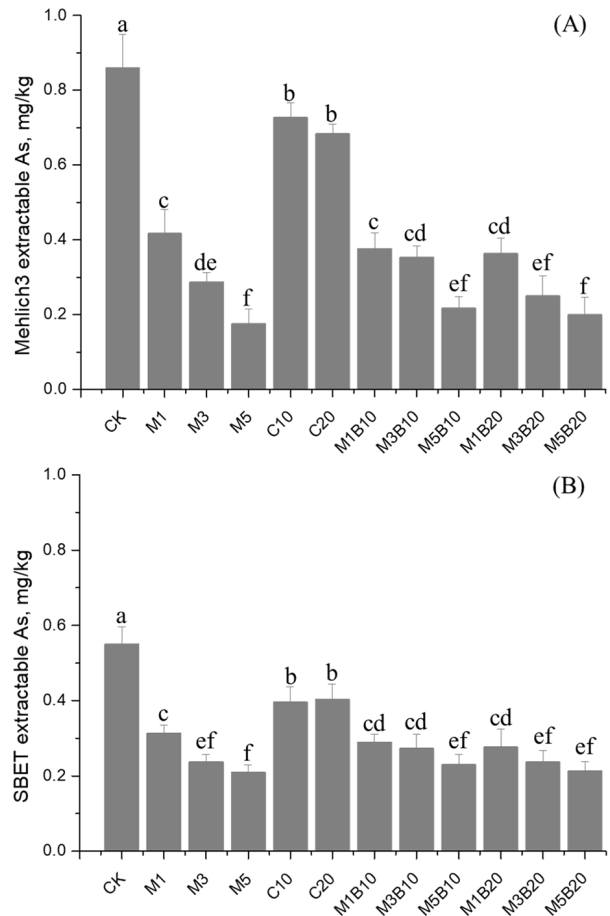 (A)
Mehlich3 extractable As, mg/kg
1.0
0.8
0.6
0.4
0.2
0.0
a
c
de
f
b
b
c
cd
ef
cd
ef
f
CK
M1
M3
M5
C10
C20
M1B10
M3B10
M5B10
M1B20
M3B20
M5B20
(B)
SBET extractable As, mg/kg
1.0
0.8
0.6
0.4
0.2
0.0
a
c
ef
f
b
b
cd
cd
ef
cd
ef
ef
CK
M1
M3
M5
C10
C20
M1B10
M3B10
M5B10
M1B20
M3B20
M5B20